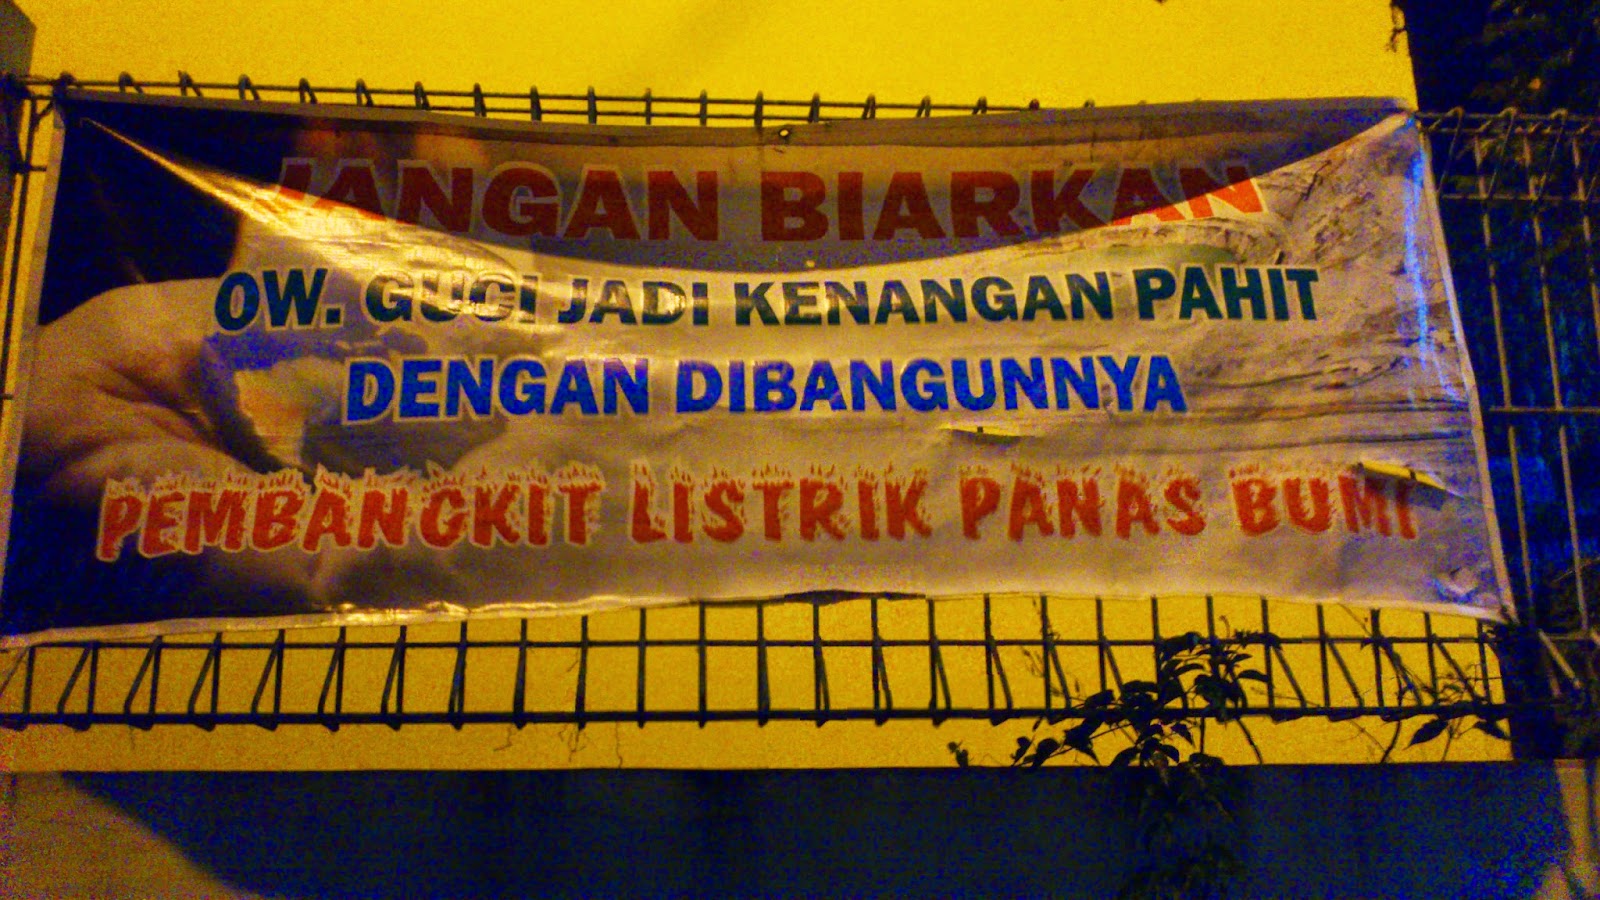 JANGAN BIARKAN
OW. GUCI JADI KENANGAN PAHIT
DENGAN DIBANGUNNYA
PEMBANGKIT LISTRIK PANAS BUMI